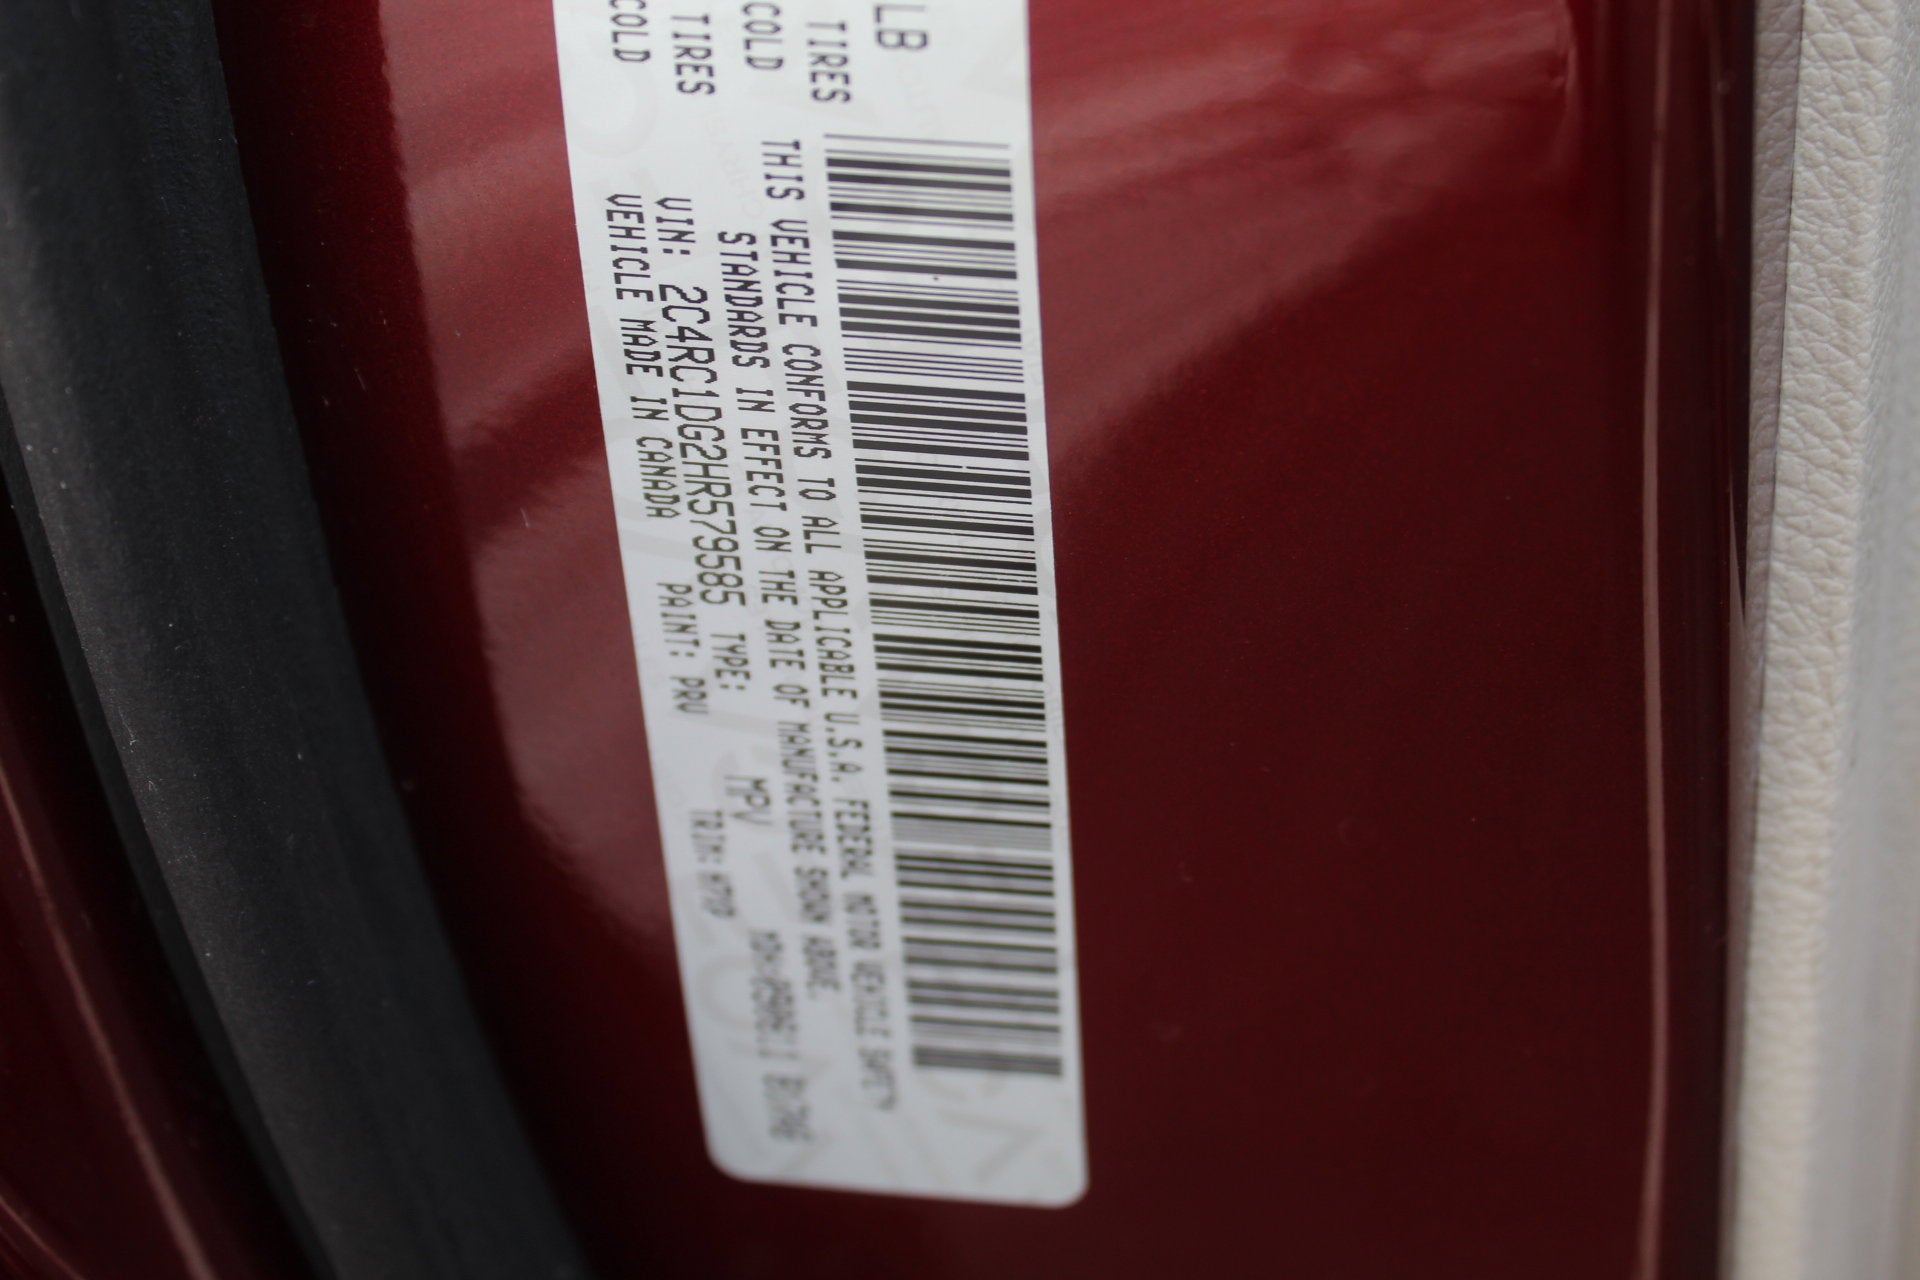 LB
TIRES
COLD
TIRES
COLD
THIS VEHICLE CONFORMS TO ALL APPLICABLE U.S.A. FEDERAL MOTOR VEHICLE SAFETY
STANDARDS IN EFFECT ON THE DATE OF MANUFACTURE SHOWN ABOVE.
VIN: 2C4RC1DG2HR579585 TYPE: MPV
VEHICLE MADE IN CANADA PAINT: PRV TRIM: